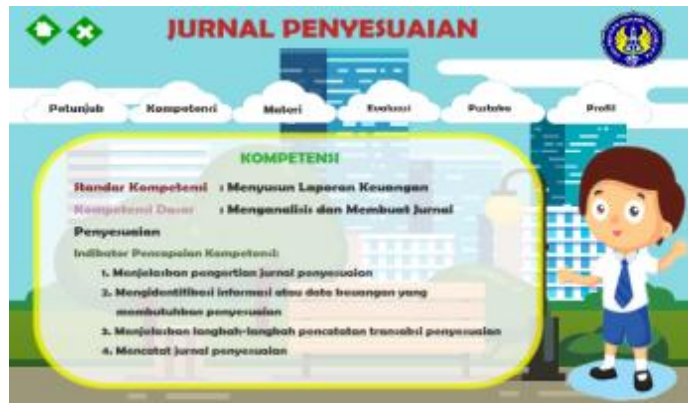 JURNAL PENYESUAIAN
Petunjuk
Kompetensi
Materi
Evaluasi
Pustaka
Profil
KOMPETENSI
Standar Kompetensi : Menyusun Laporan Keuangan
Kompetensi Dasar : Menganalisis dan Membuat Jurnal
Penyesuaian
Indikator Pencapaian Kompetensi:
1. Menjelaskan pengertian jurnal penyesuaian
2. Mengidentifikasi informasi atau data keuangan yang
membutuhkan penyesuaian
3. Menjelaskan langkah-langkah pencatatan transaksi penyesuaian
4. Mencatat jurnal penyesuaian